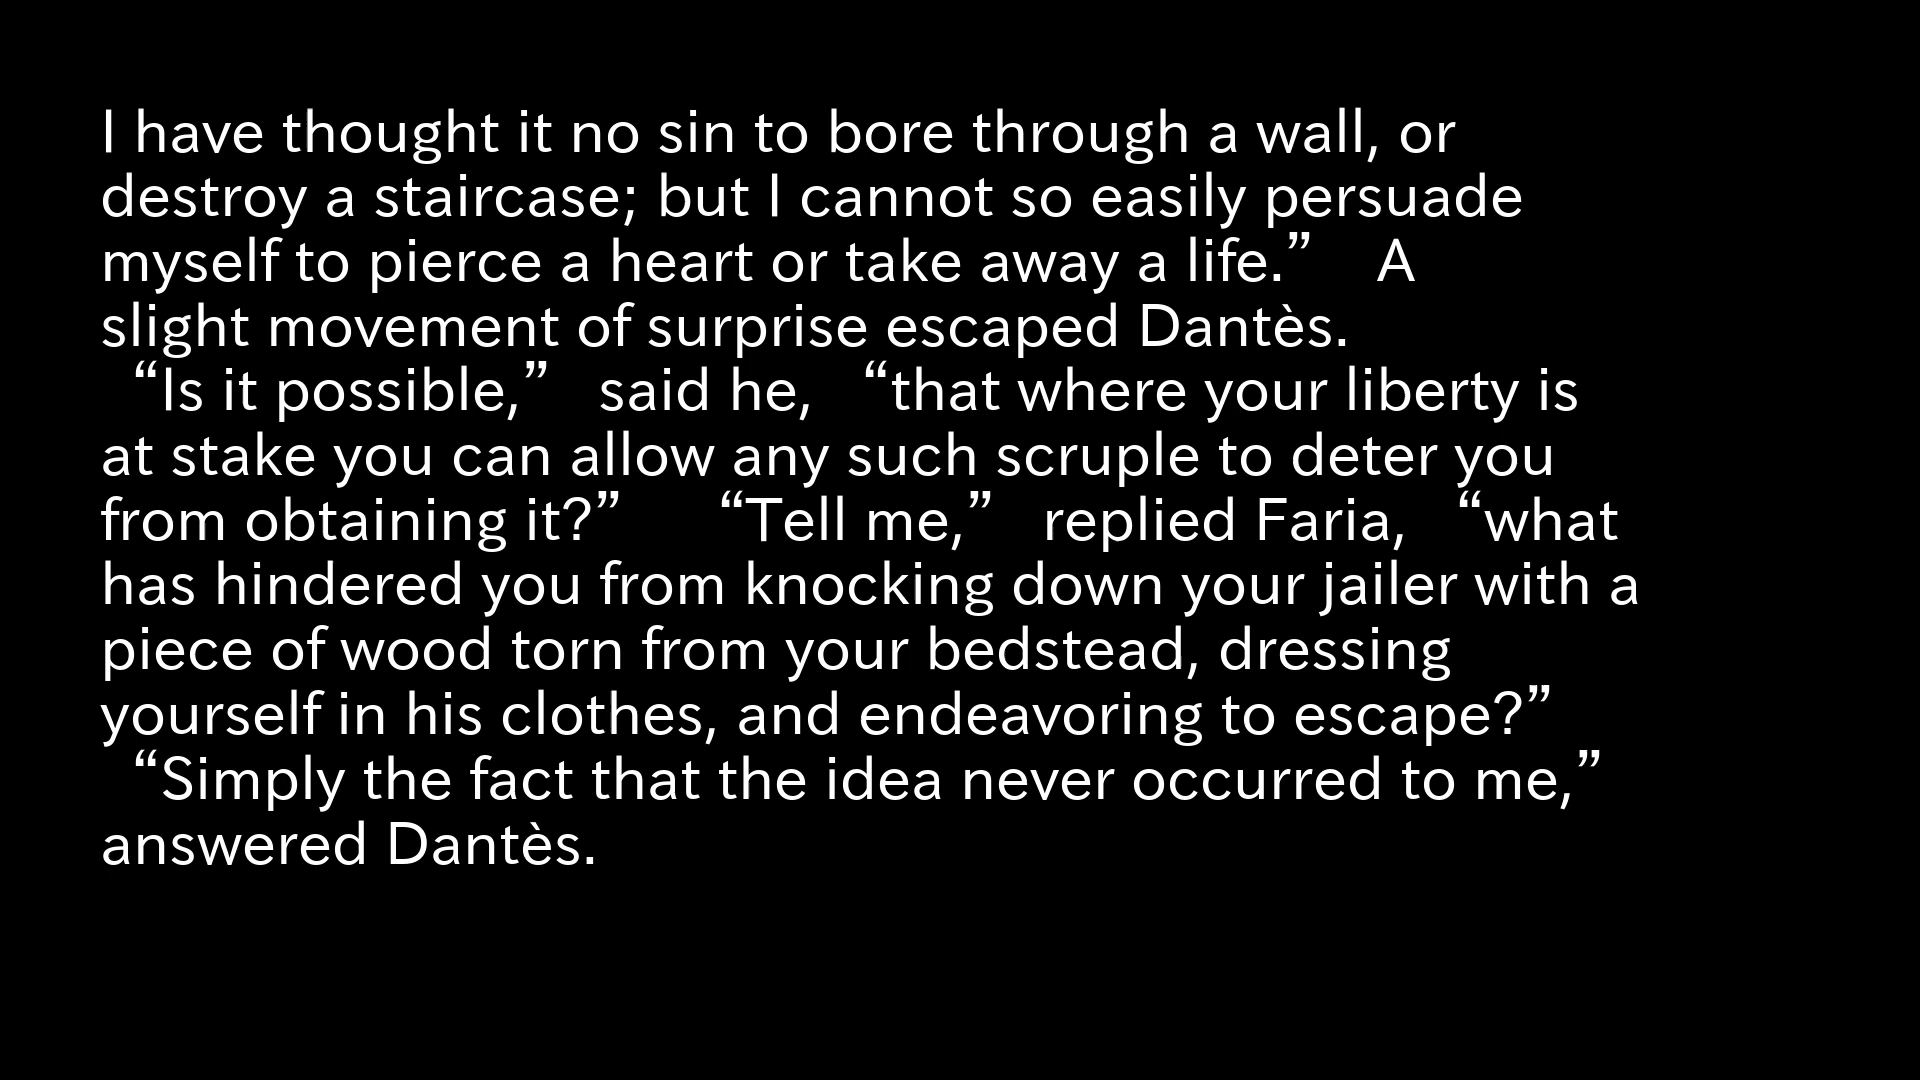 I have thought it no sin to bore through a wall, or
destroy a staircase; but I cannot so easily persuade
myself to pierce a heart or take away a life.” A
slight movement of surprise escaped Dantès.
“Is it possible,” said he, “that where your liberty is
at stake you can allow any such scruple to deter you
from obtaining it?” “Tell me,” replied Faria, “what
has hindered you from knocking down your jailer with a
piece of wood torn from your bedstead, dressing
yourself in his clothes, and endeavoring to escape?”
“Simply the fact that the idea never occurred to me,”
answered Dantès.